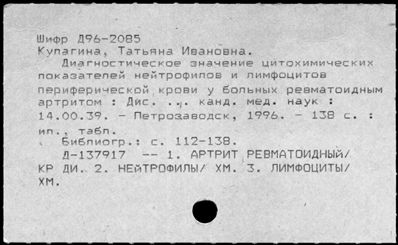 Шифр Д96-2085
Кулагина, Татьяна Ивановна.
Диагностическое значение цитохимических
показателей нейтрофилов и лимфоцитов
периферической крови у больных ревматоидным
артритом : Дис. ... канд. мед. наук :
14.00.39. - Петрозаводск, 1996. - 138 с. :
ил., табл.
Библиогр.: с. 112-138.
Д-137917 -- 1. АРТРИТ РЕВМАТОИДНЫЙ/
КР ДИ. 2. НЕЙТРОФИЛЫ/ ХМ. 3. ЛИМФОЦИТЫ/
ХМ.